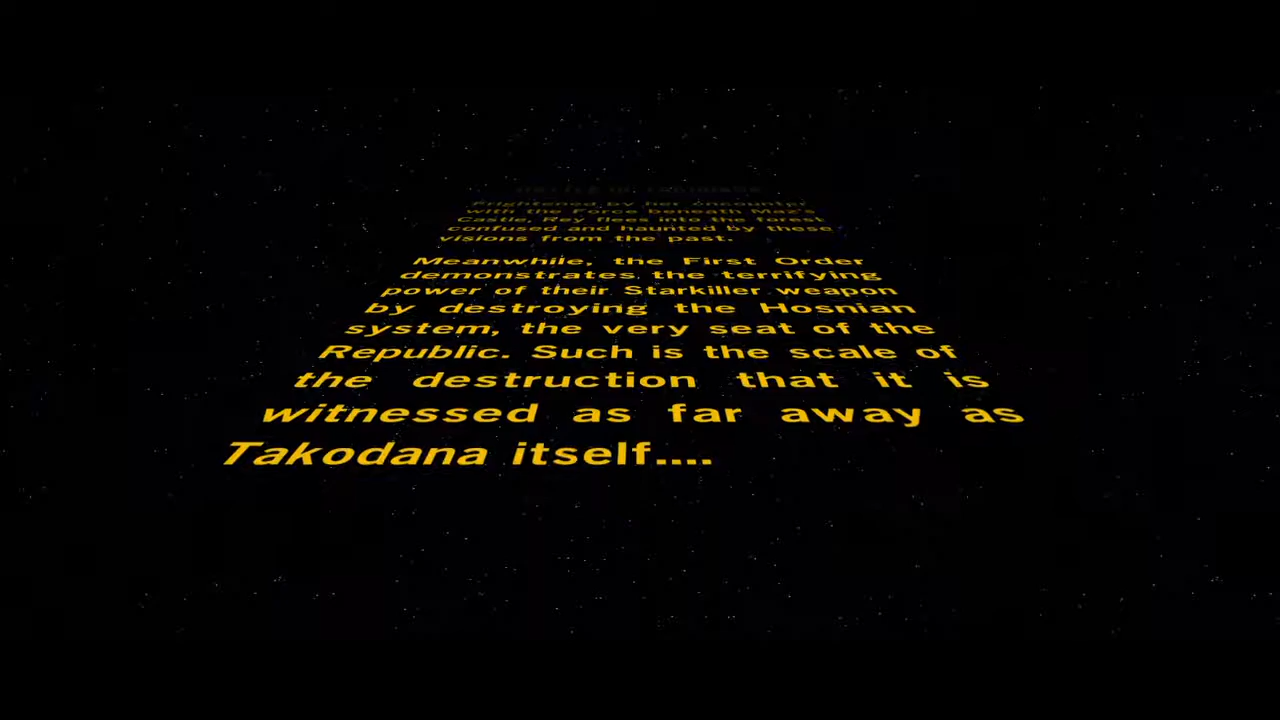 Frightened by her encounter
with the Force beneath Maz's
Castle, Rey flees into the forest
confused and haunted by these
visions from the past.
Meanwhile, the First Order
demonstrates the terrifying
power of their Starkiller weapon
by destroying the Hosnian
system, the very seat of the
Republic. Such is the scale of
the destruction that it is
witnessed as far away as
Takodana itself....